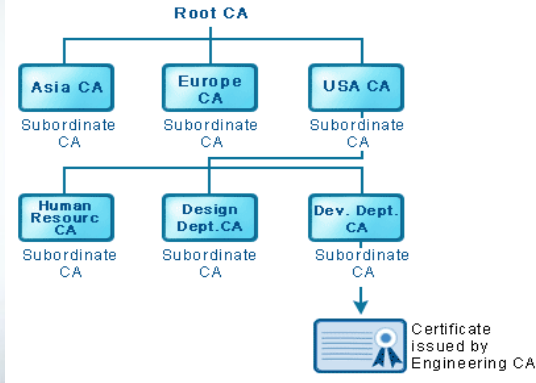 Root CA
Asia CA
Europe
CA
USA CA
Subordinate
CA
Subordinate
CA
Subordinate
CA
Human
Resourc
CA
Design
Dept.CA
Dev. Dept.
CA
Subordinate
CA
Subordinate
CA
Subordinate
CA
Certificate
issued by
Engineering CA